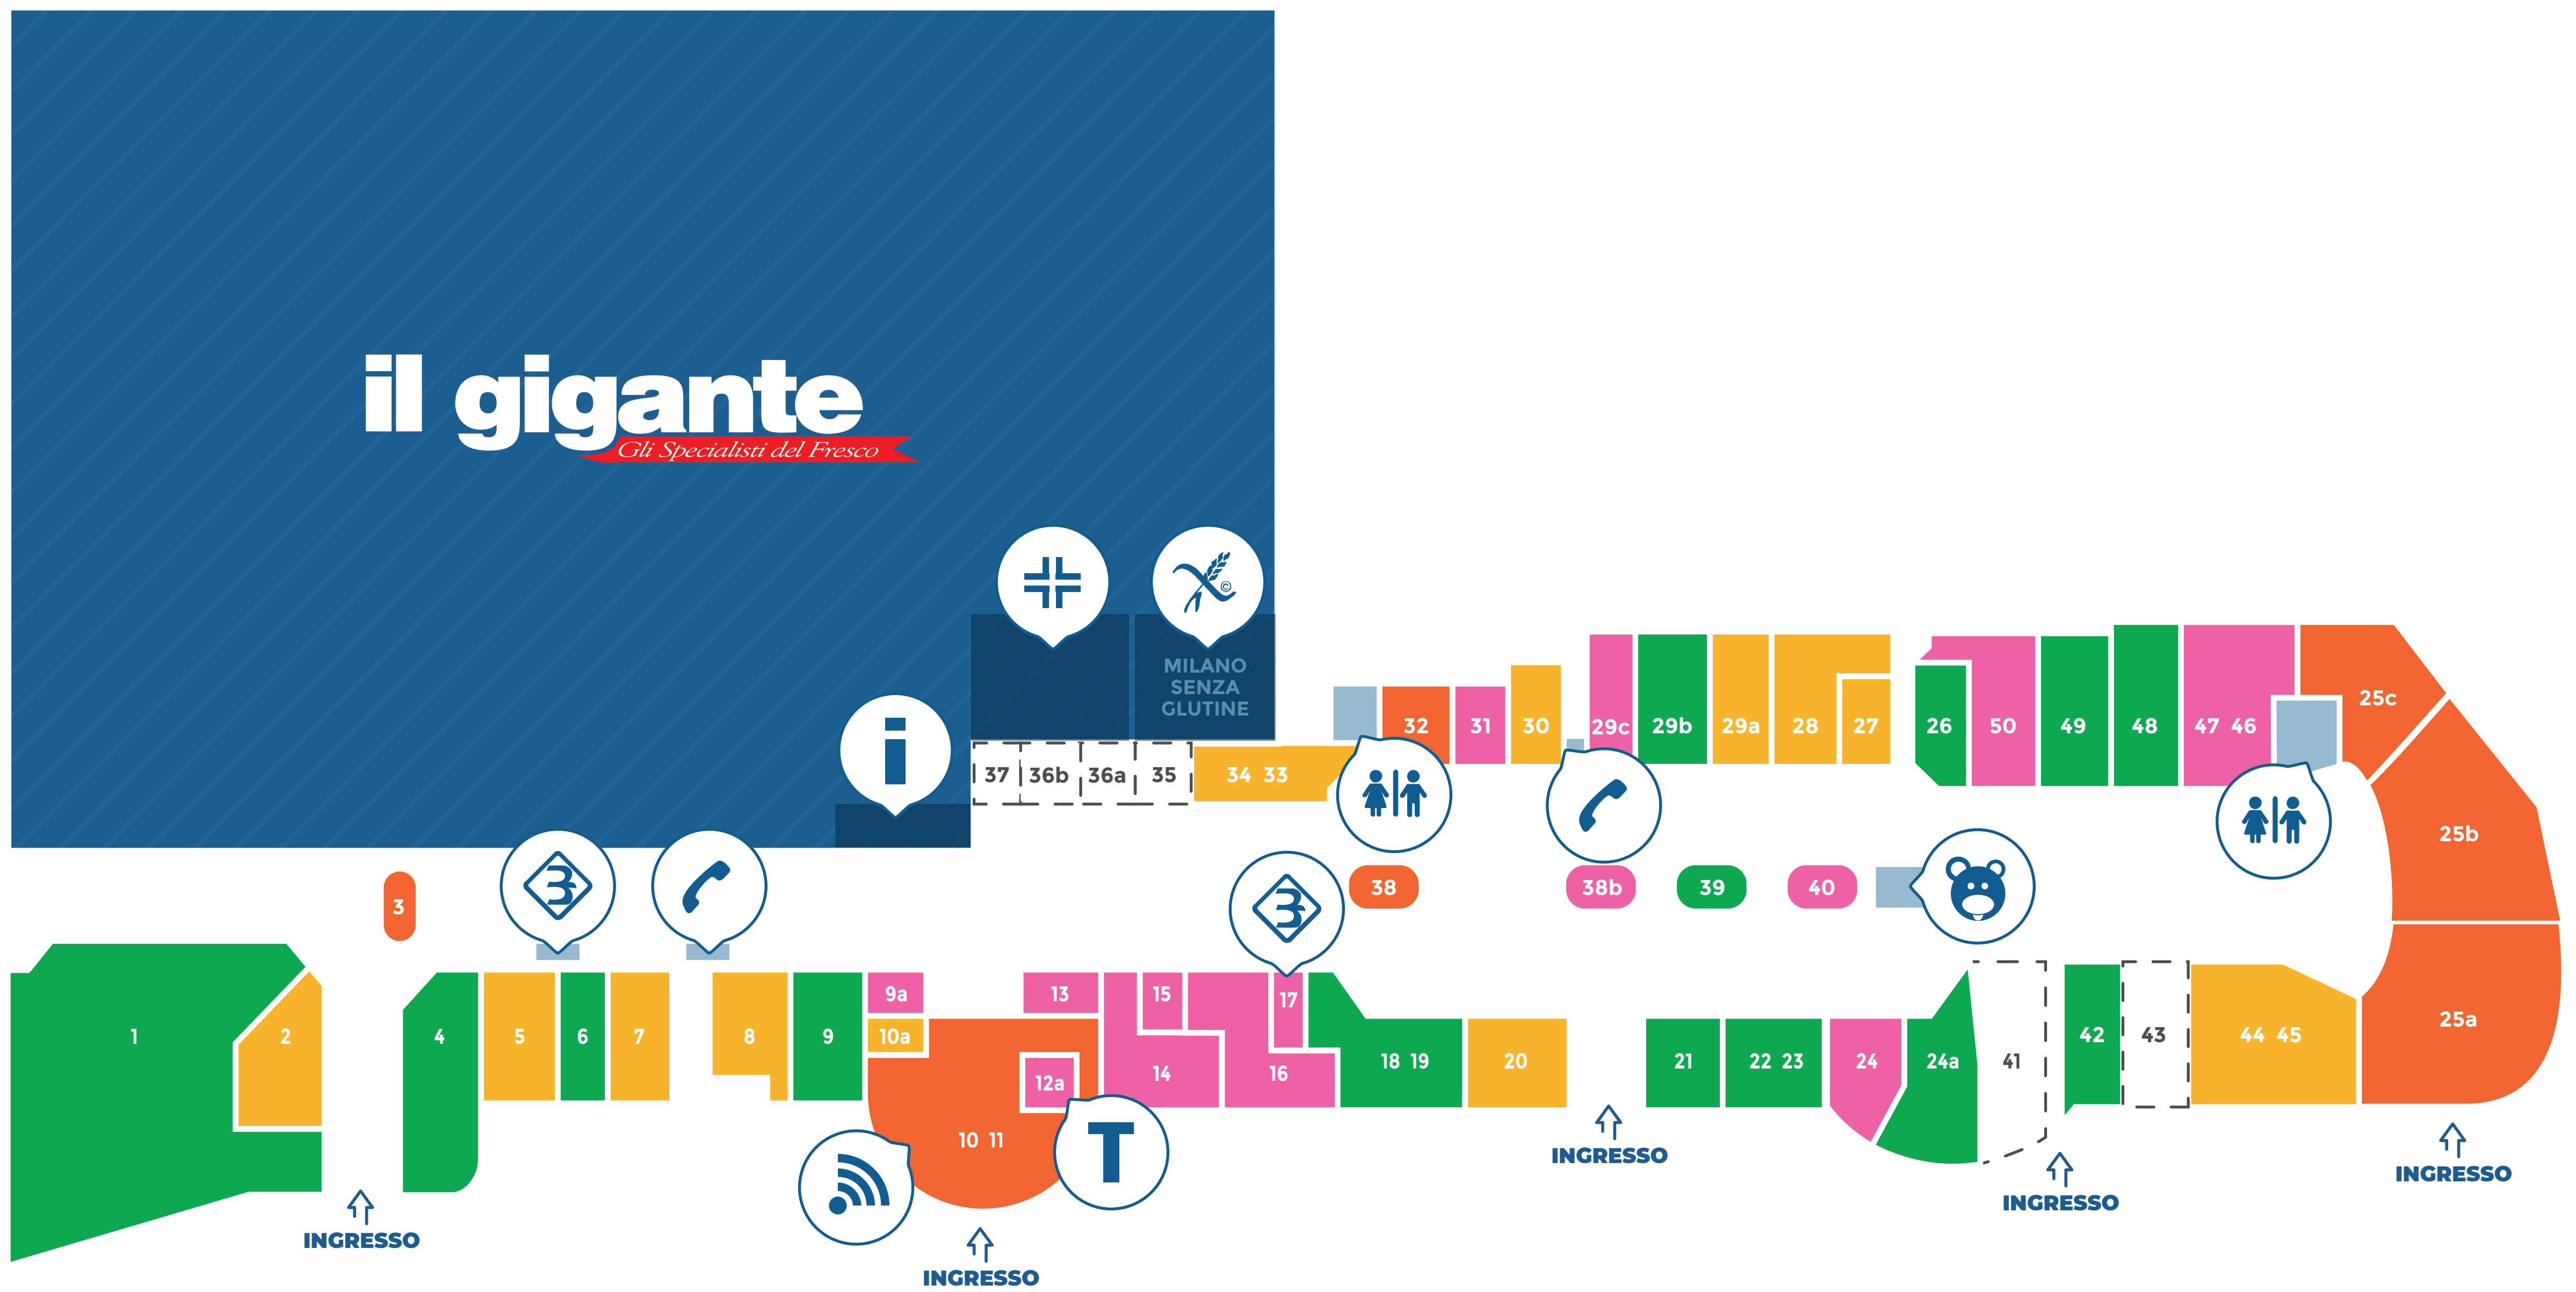 il gigante
Gli Specialisti del Fresco
MILANO
SENZA
GLUTINE
©
i
37 36b 36a 35 34 33
32 31 30 29c 29b 29a 28 27
26 50 49 48 47 46
25c
25b
25a
3
38 38b 39 40
1 2 4 5 6 7 8 9
9a
10a
10 11
12a
13
14
15
16
17
18 19
20
21
22 23
24
24a
41
42
43
44 45
T
INGRESSO
INGRESSO
INGRESSO
INGRESSO
INGRESSO